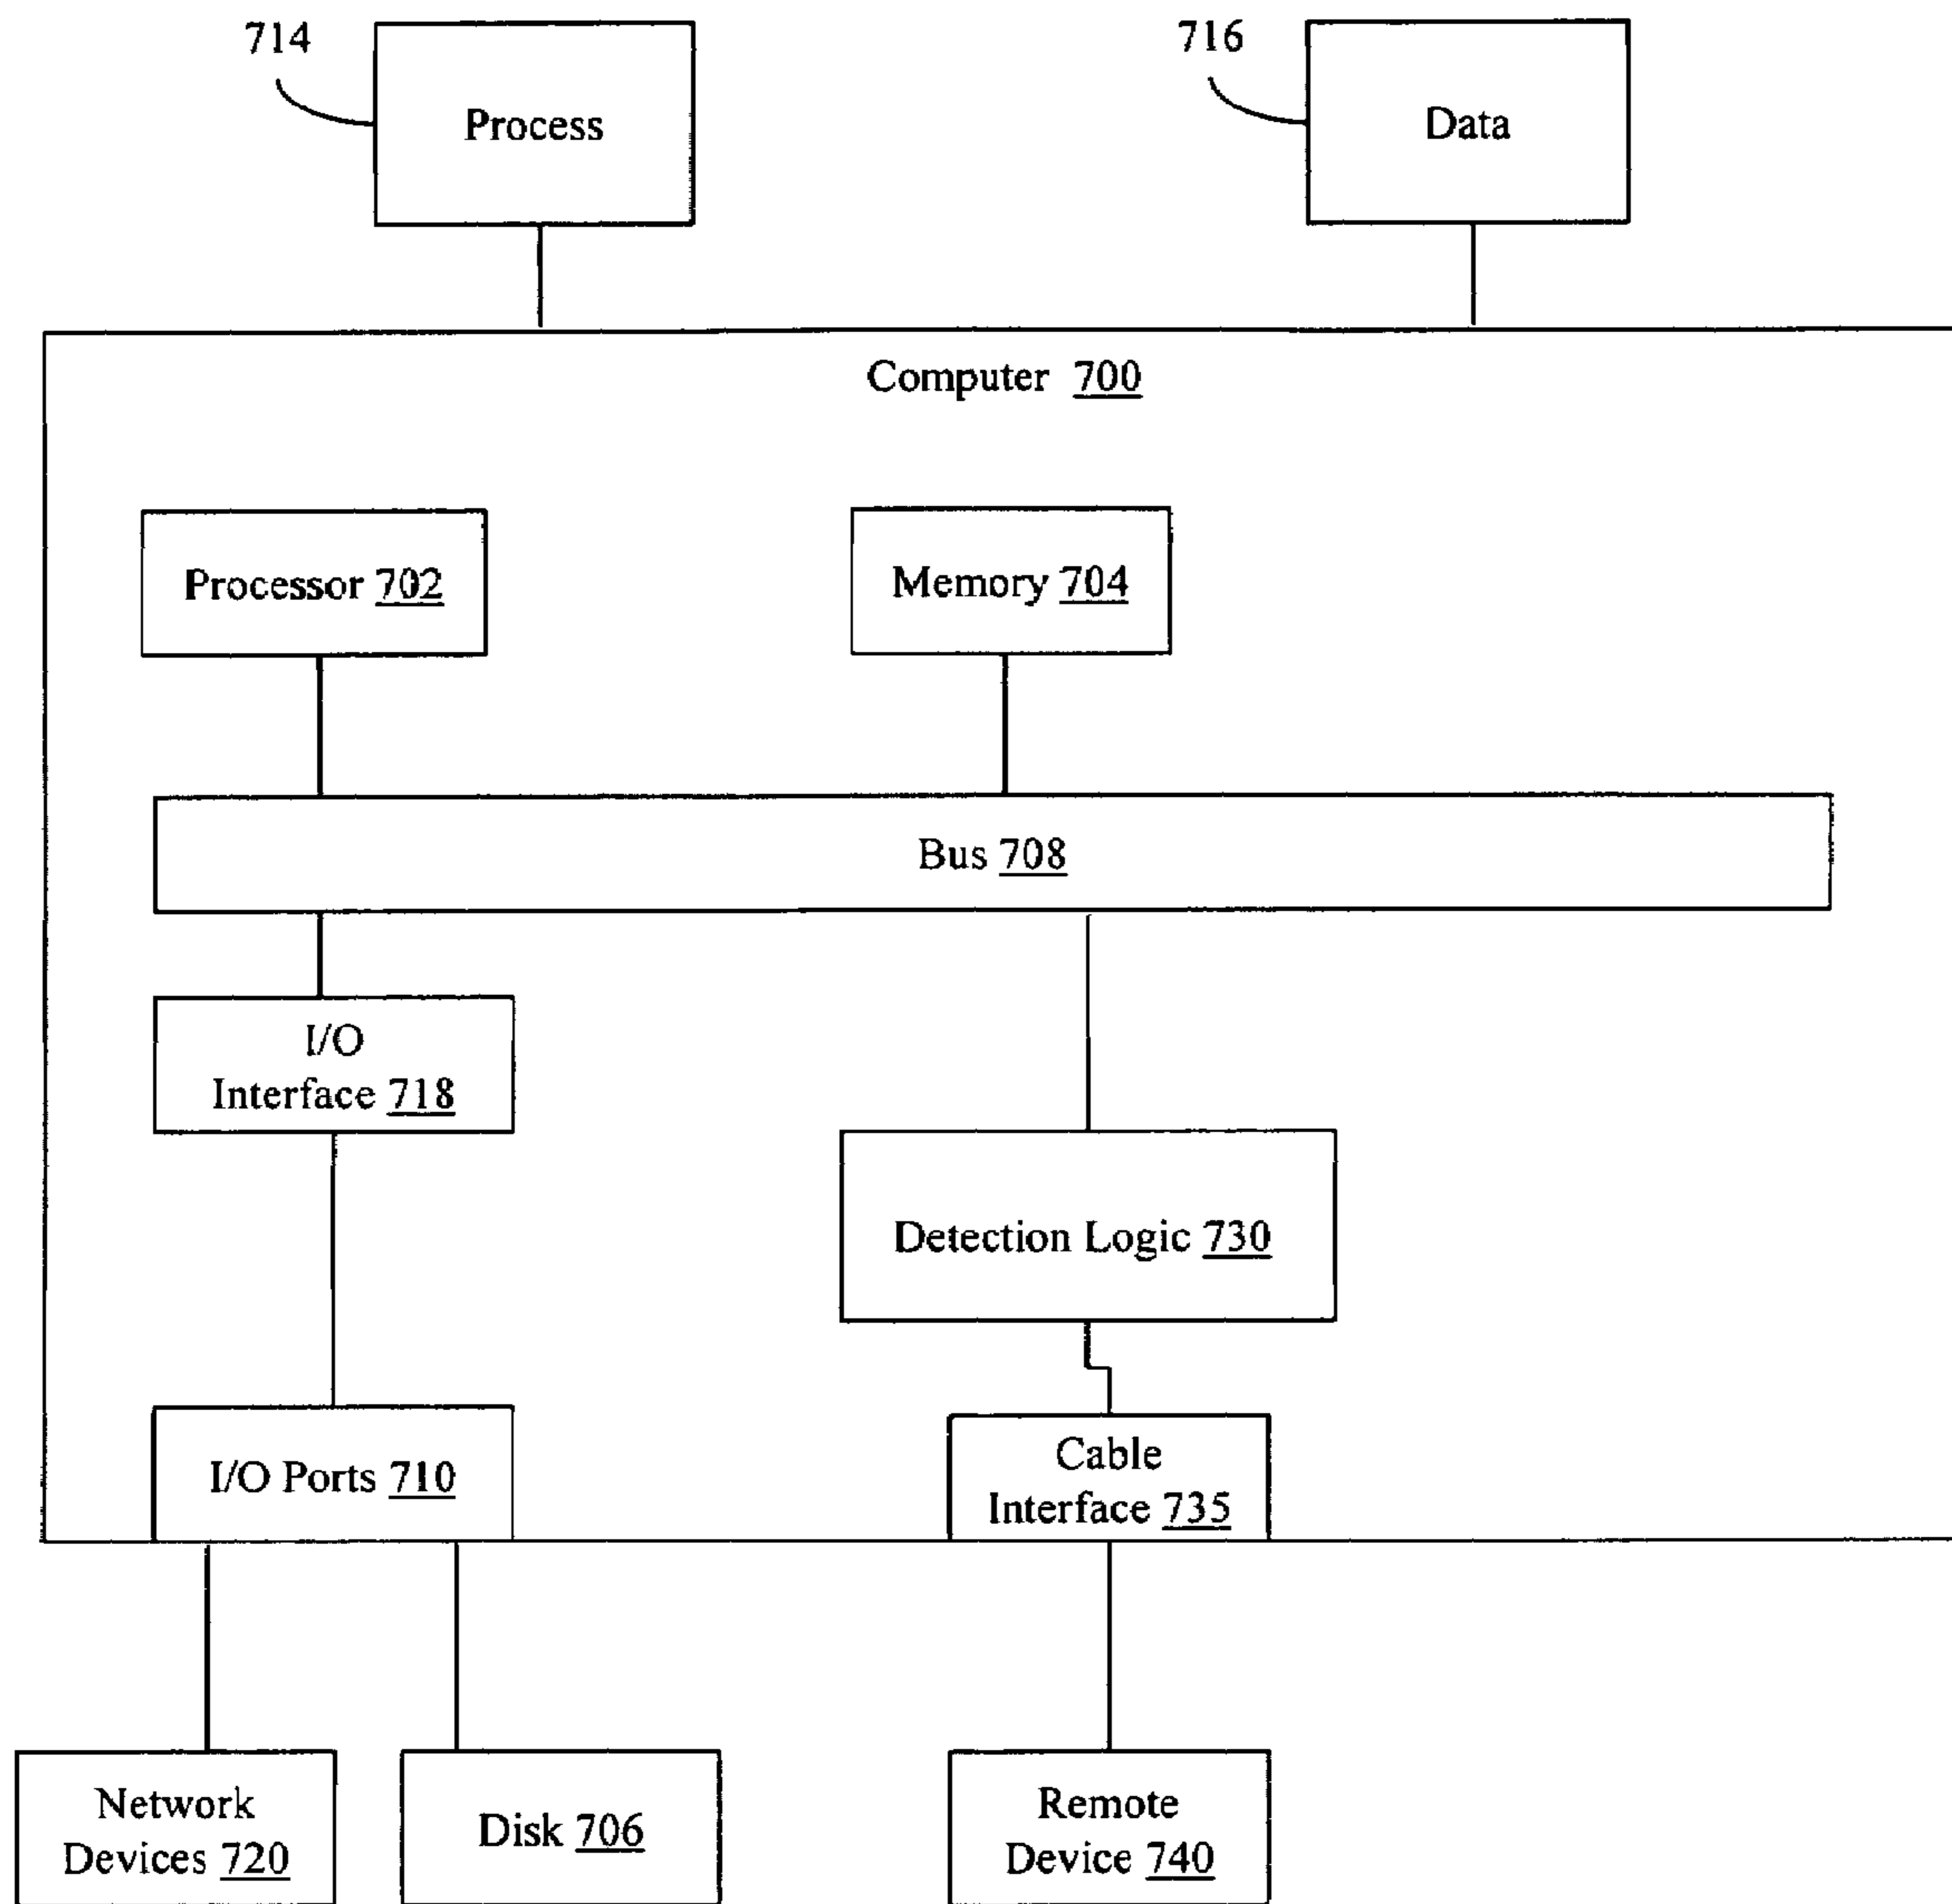 714
Process
716
Data
Computer 700
Processor 702
Memory 704
Bus 708
I/O
Interface 718
Detection Logic 730
I/O Ports 710
Cable
Interface 735
Network
Devices 720
Disk 706
Remote
Device 740